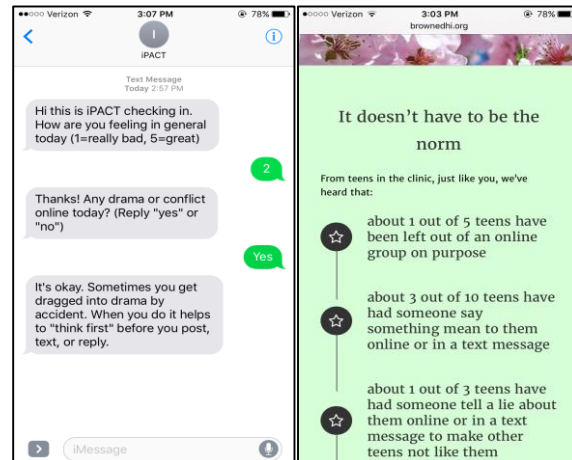 ●●○○○ Verizon 3:07 PM 78%
I
iPACT
Text Message
Today 2:57 PM
Hi this is iPACT checking in.
How are you feeling in general
today (1=really bad, 5=great)
2
Thanks! Any drama or conflict
online today? (Reply "yes" or
"no")
Yes
It's okay. Sometimes you get
dragged into drama by
accident. When you do it helps
to "think first" before you post,
text, or reply.
iMessage
●○○○○ Verizon 3:03 PM 78%
brownedhi.org
It doesn't have to be the
norm
From teens in the clinic, just like you, we've
heard that:
about 1 out of 5 teens have
been left out of an online
group on purpose
about 3 out of 10 teens have
had someone say
something mean to them
online or in a text message
about 1 out of 3 teens have
had someone tell a lie about
them online or in a text
message to make other
teens not like them